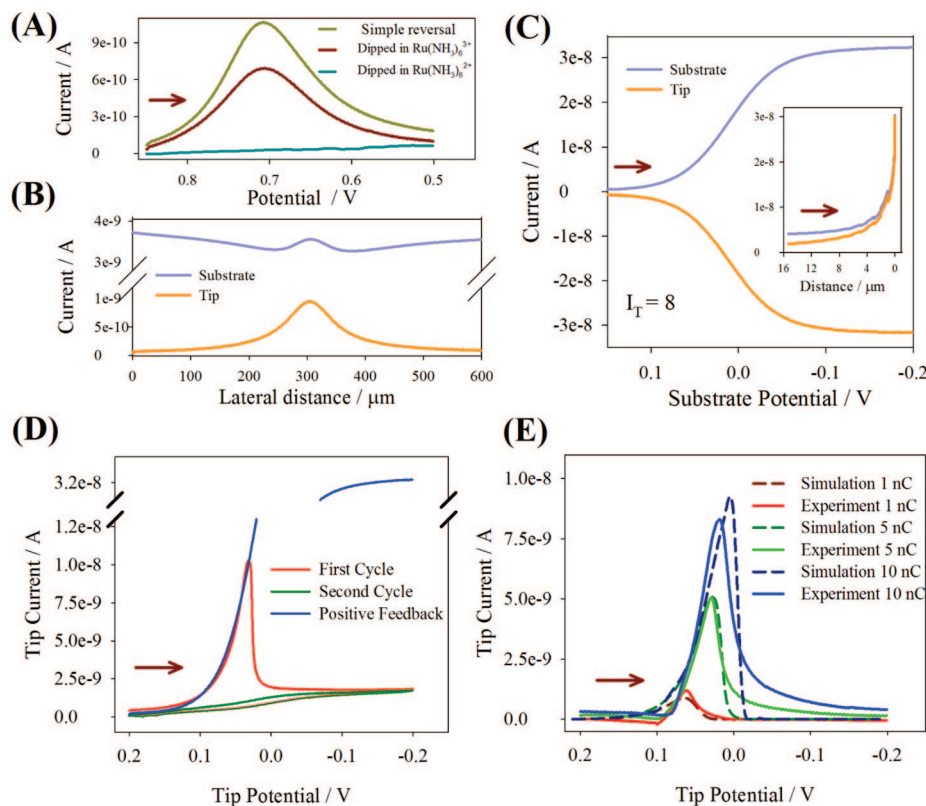 (A)
Current / A
9e-10
6e-10
3e-10
0
Simple reversal
Dipped in Ru(NH3)6 3+
Dipped in Ru(NH3)6 2+
0.8 0.7 0.6 0.5
Potential / V
(B)
Current / A
4e-9
3e-9
1e-9
5e-10
0
Substrate
Tip
0 100 200 300 400 500 600
Lateral distance / μm
(C)
Current / A
3e-8
2e-8
1e-8
0
-1e-8
-2e-8
-3e-8
Substrate
Tip
3e-8
2e-8
1e-8
0
16 12 8 4 0
Distance / μm
IT = 8
0.1 0.0 -0.1 -0.2
Substrate Potential / V
(D)
Tip Current / A
3.2e-8
1.2e-8
1.0e-8
7.5e-9
5.0e-9
2.5e-9
0.0
First Cycle
Second Cycle
Positive Feedback
0.2 0.1 0.0 -0.1 -0.2
Tip Potential / V
(E)
Tip Current / A
1.0e-8
7.5e-9
5.0e-9
2.5e-9
0.0
Simulation 1 nC
Experiment 1 nC
Simulation 5 nC
Experiment 5 nC
Simulation 10 nC
Experiment 10 nC
0.2 0.1 0.0 -0.1 -0.2
Tip Potential / V